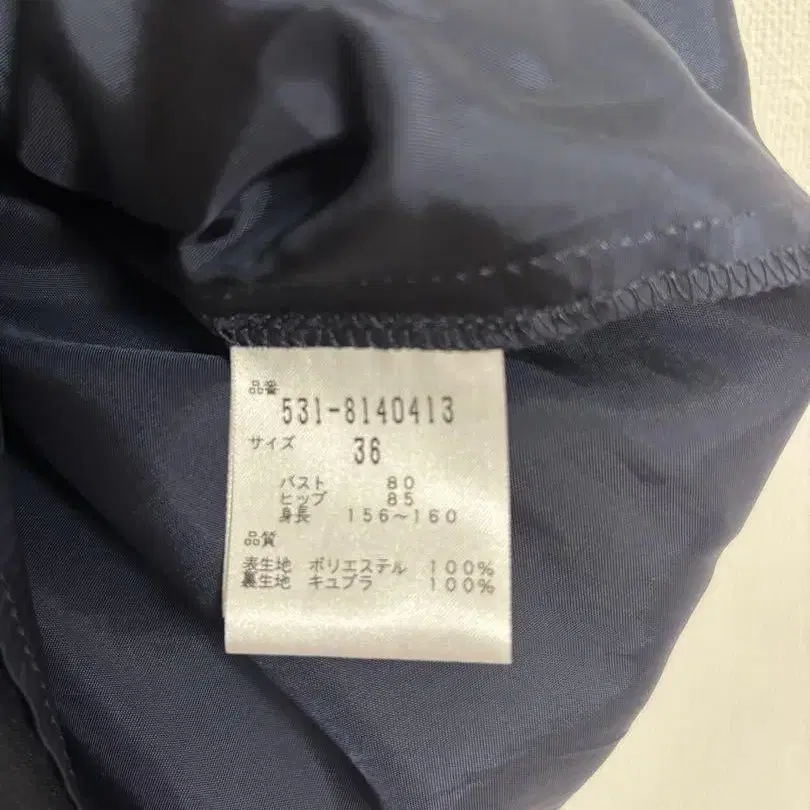 品番
531-8140413
サイズ 36
バスト 80
ヒップ 85
身長 156〜160
品質
表生地 ポリエステル 100%
裏生地 キュプラ 100%